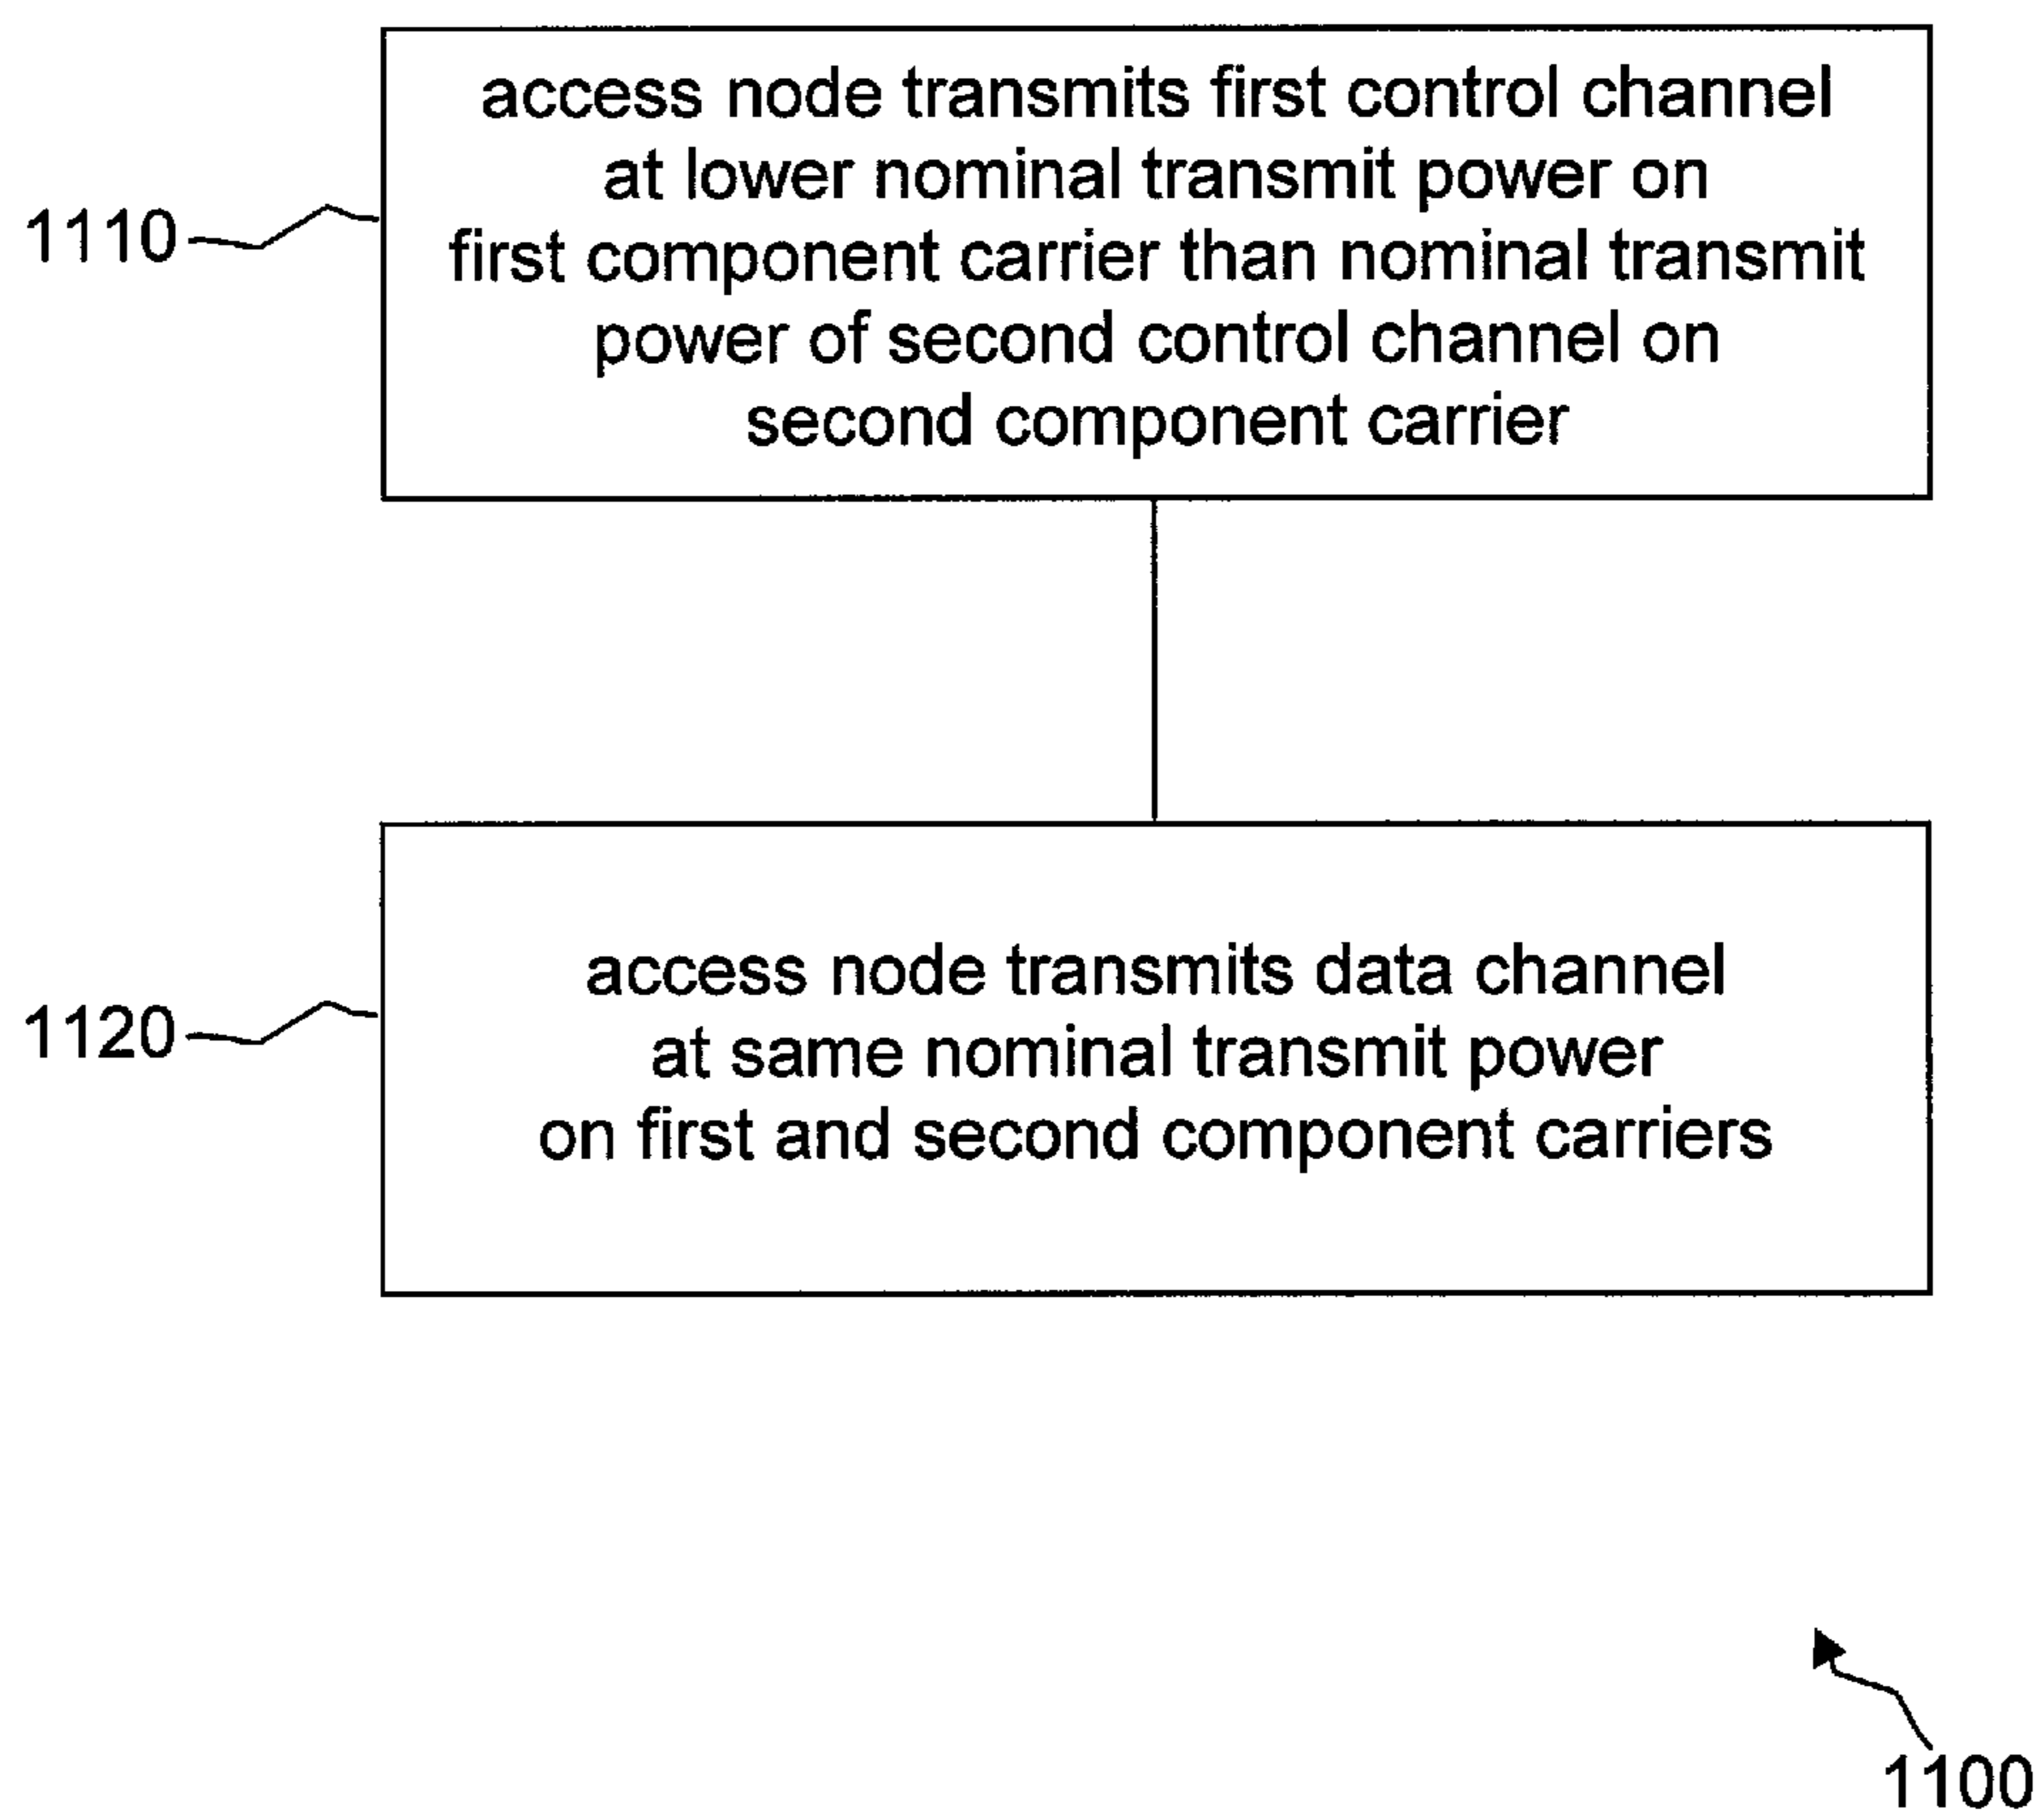 access node transmits first control channel
at lower nominal transmit power on
1110
first component carrier than nominal transmit
power of second control channel on
second component carrier
access node transmits data channel
1120
at same nominal transmit power
on first and second component carriers
1100